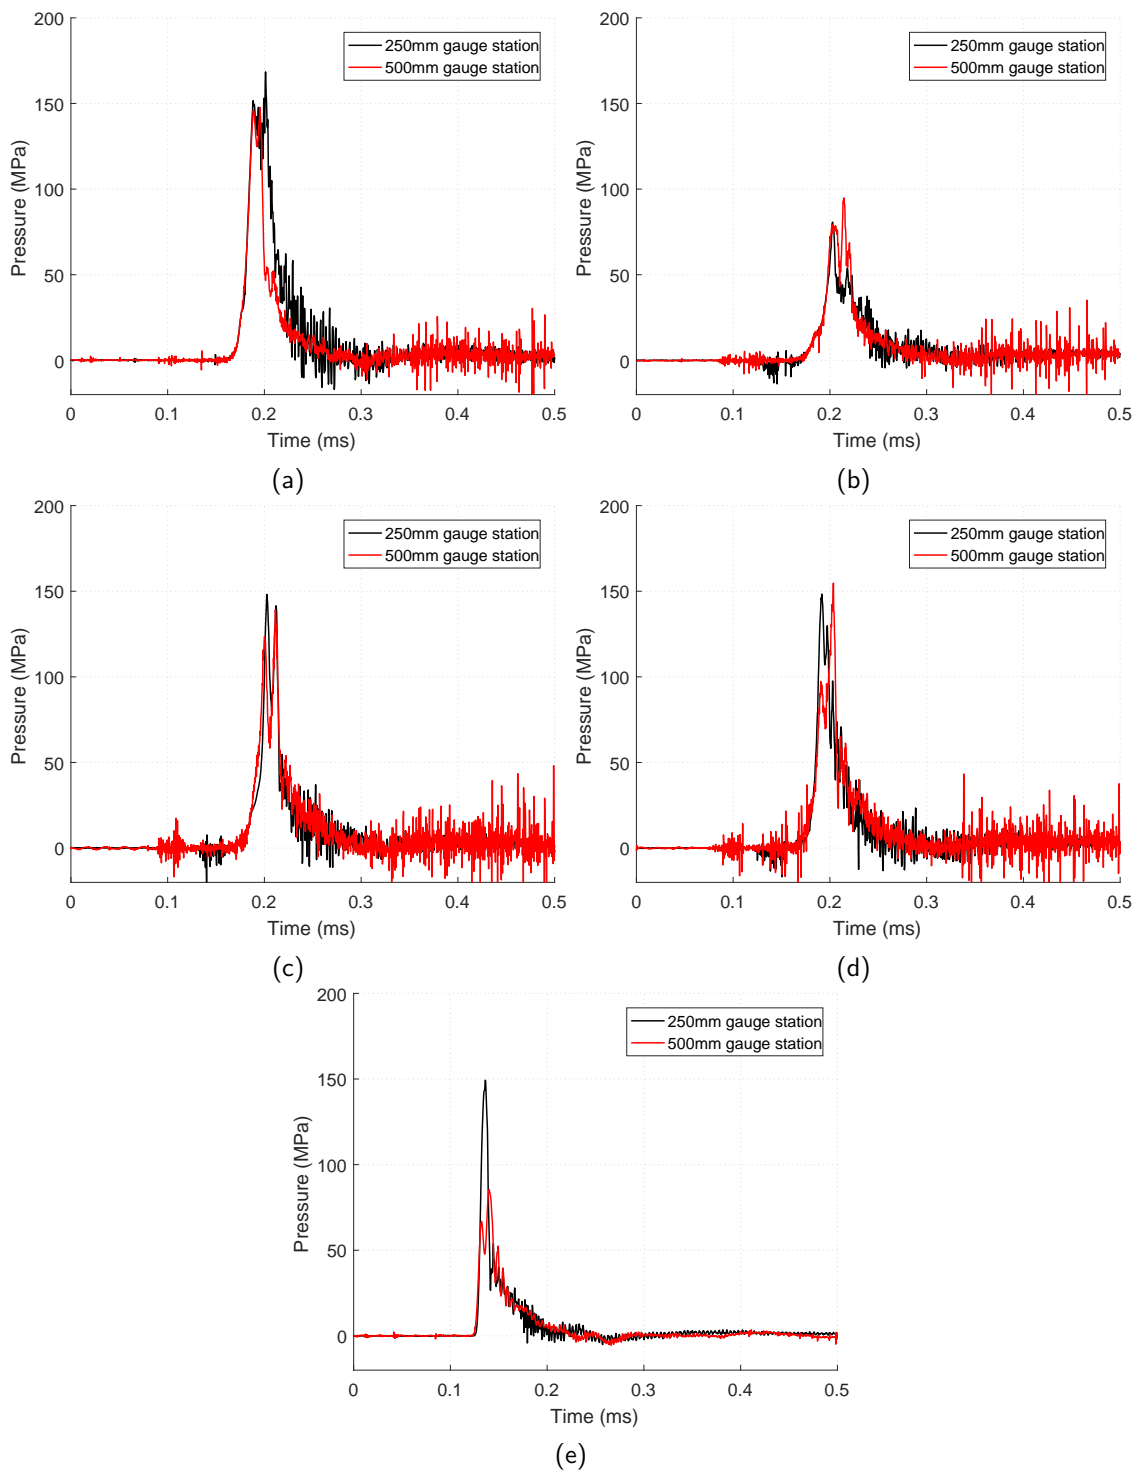 200
150
100
50
0
Pressure (MPa)
250mm gauge station
500mm gauge station
0 0.1 0.2 0.3 0.4 0.5
Time (ms)
(a)
200
150
100
50
0
Pressure (MPa)
250mm gauge station
500mm gauge station
0 0.1 0.2 0.3 0.4 0.5
Time (ms)
(b)
200
150
100
50
0
Pressure (MPa)
250mm gauge station
500mm gauge station
0 0.1 0.2 0.3 0.4 0.5
Time (ms)
(c)
200
150
100
50
0
Pressure (MPa)
250mm gauge station
500mm gauge station
0 0.1 0.2 0.3 0.4 0.5
Time (ms)
(d)
200
150
100
50
0
Pressure (MPa)
250mm gauge station
500mm gauge station
0 0.1 0.2 0.3 0.4 0.5
Time (ms)
(e)